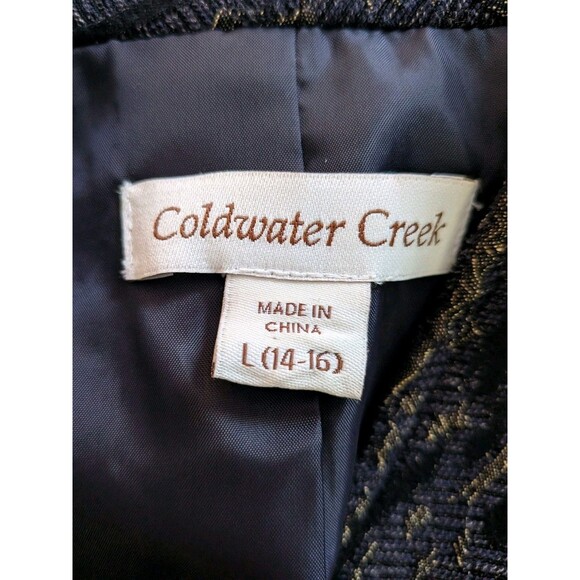 Coldwater Creek
MADE IN
CHINA
L (14-16)